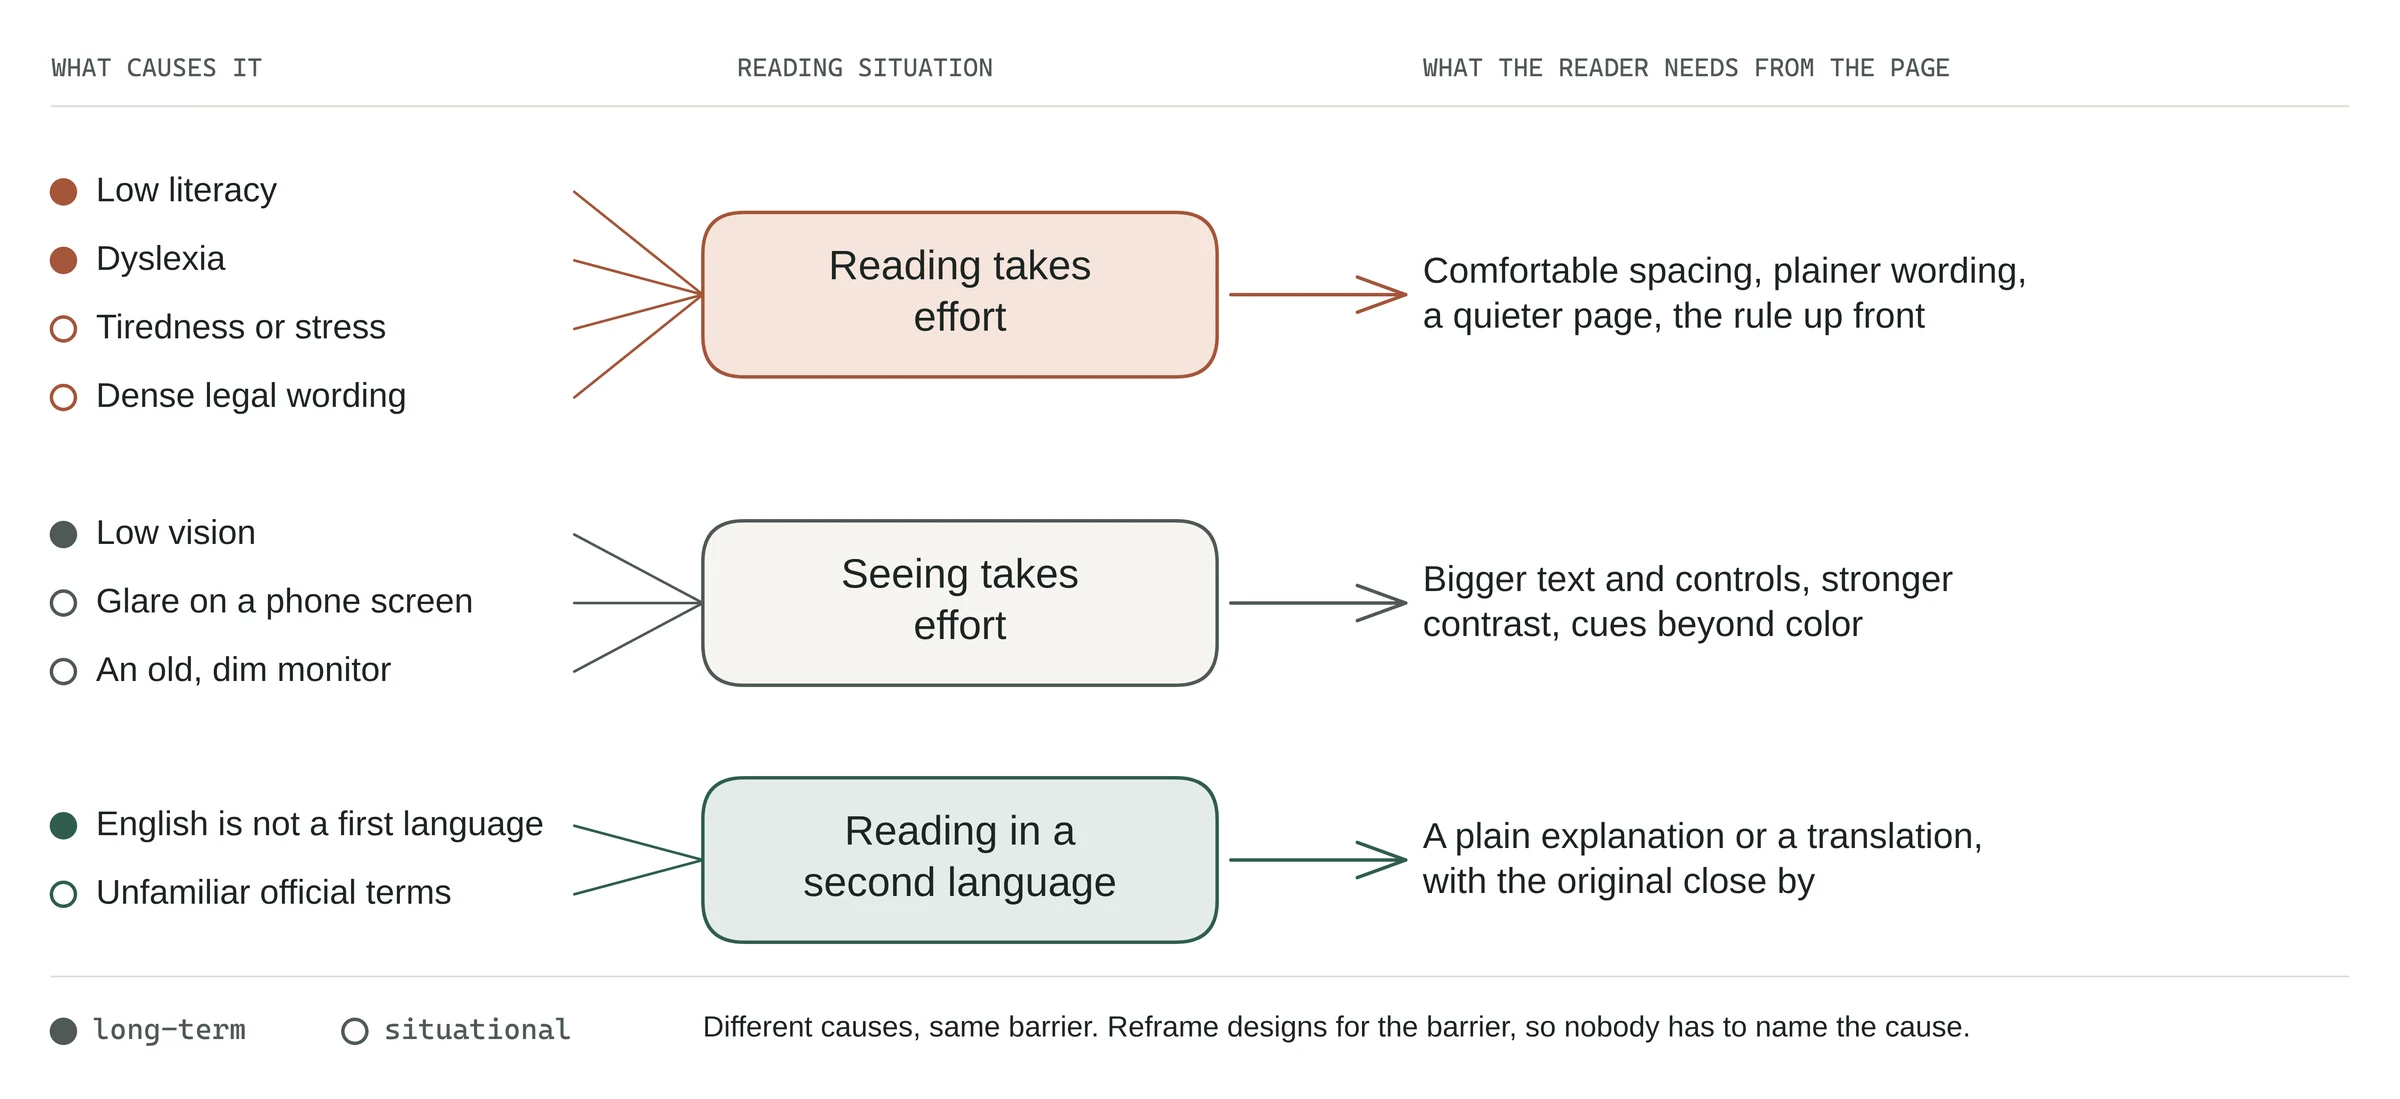 WHAT CAUSES IT
READING SITUATION
WHAT THE READER NEEDS FROM THE PAGE
Low literacy
Dyslexia
Tiredness or stress
Dense legal wording
Reading takes
effort
Comfortable spacing, plainer wording,
a quieter page, the rule up front
Low vision
Glare on a phone screen
An old, dim monitor
Seeing takes
effort
Bigger text and controls, stronger
contrast, cues beyond color
English is not a first language
Unfamiliar official terms
Reading in a
second language
A plain explanation or a translation,
with the original close by
long-term
situational
Different causes, same barrier. Reframe designs for the barrier, so nobody has to name the cause.